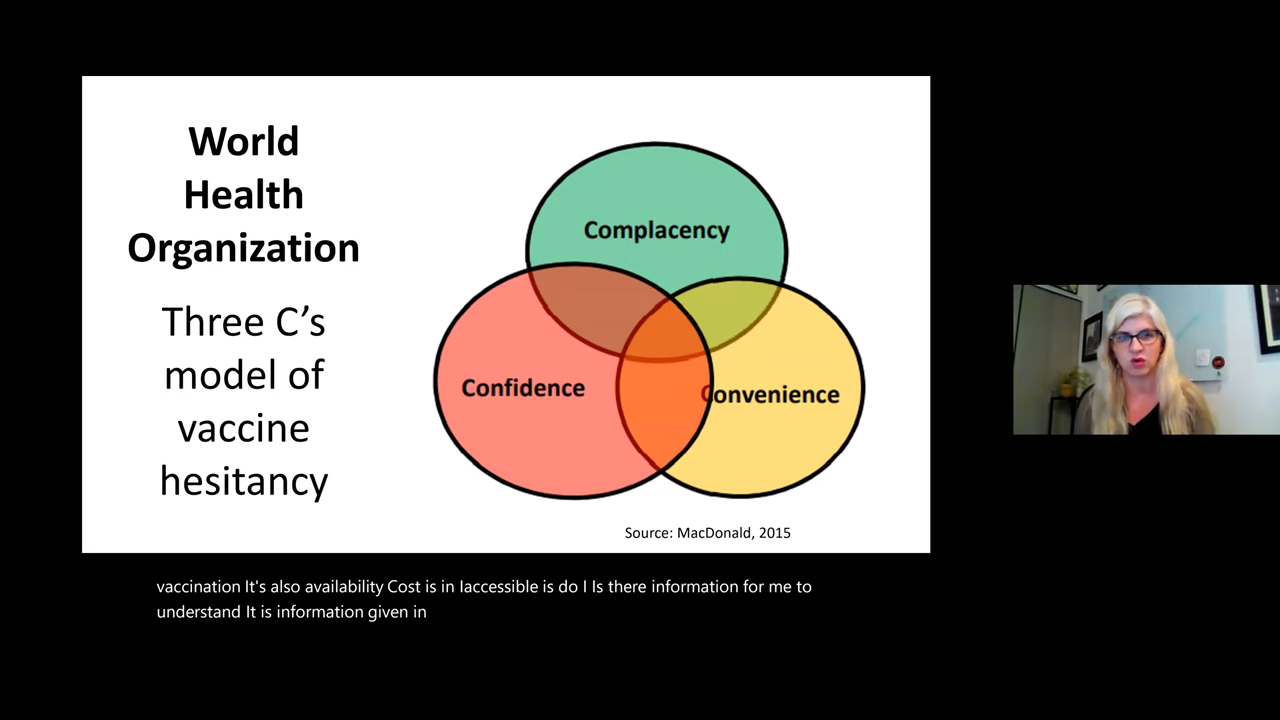 World
Health
Organization
Three C’s
model of
vaccine
hesitancy
Complacency
Confidence
Convenience
Source: MacDonald, 2015
vaccination It's also availability Cost is in Iaccessible is do I Is there information for me to
understand It is information given in